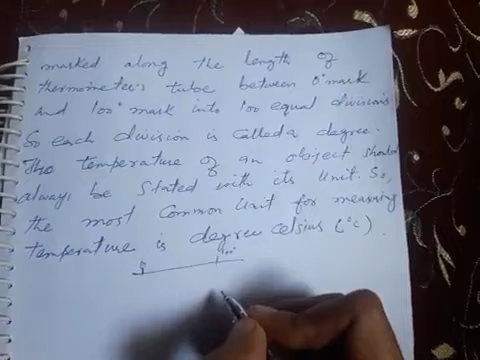 marked along the length of
thermometer's tube between 0° mark
and 100° mark into 100 equal divisions
So each division is called a degree.
The temperature of an object should
always be stated with its unit. So,
the most common unit for measuring
temperature is degree celsius (°c).
0 100